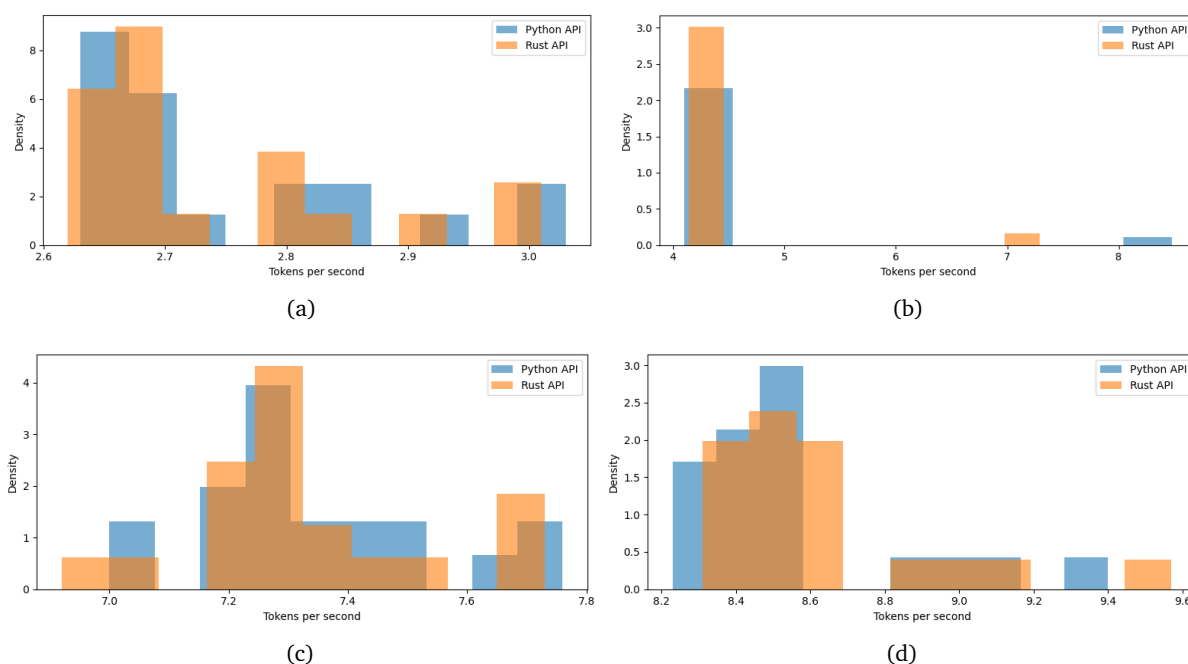 Python API
Rust API
Density
8
6
4
2
0
2.6 2.7 2.8 2.9 3.0
Tokens per second
(a)
Python API
Rust API
Density
3.0
2.5
2.0
1.5
1.0
0.5
0.0
4 5 6 7 8
Tokens per second
(b)
Python API
Rust API
Density
4
3
2
1
0
7.0 7.2 7.4 7.6 7.8
Tokens per second
(c)
Python API
Rust API
Density
3.0
2.5
2.0
1.5
1.0
0.5
0.0
8.2 8.4 8.6 8.8 9.0 9.2 9.4 9.6
Tokens per second
(d)